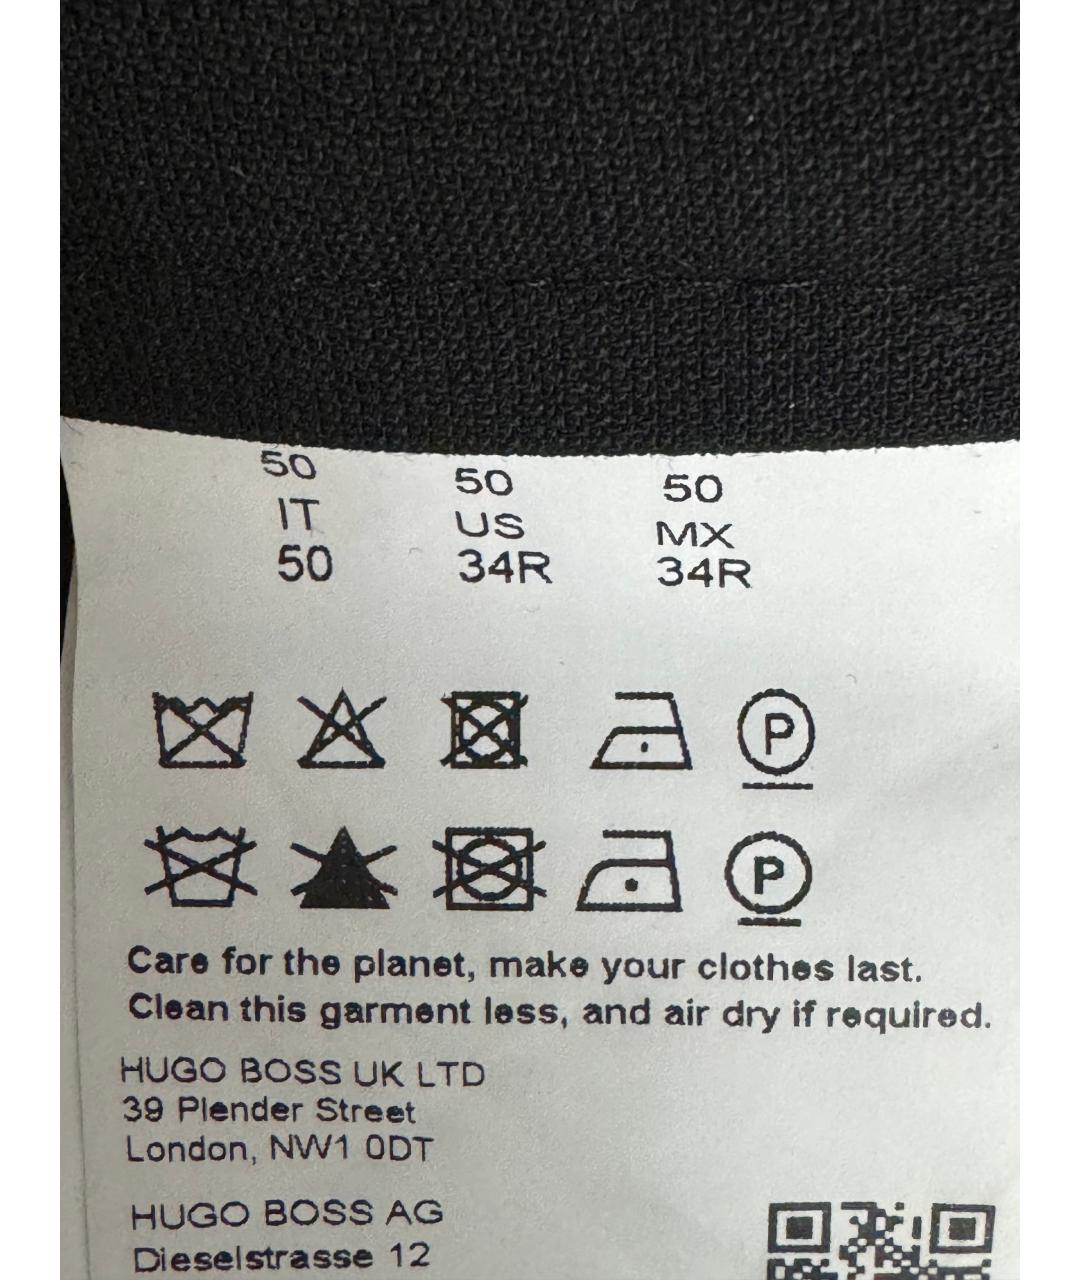 50 50 50
IT US MX
50 34R 34R
P
P
Care for the planet, make your clothes last.
Clean this garment less, and air dry if required.
HUGO BOSS UK LTD
39 Plender Street
London, NW1 0DT
HUGO BOSS AG
Dieselstrasse 12